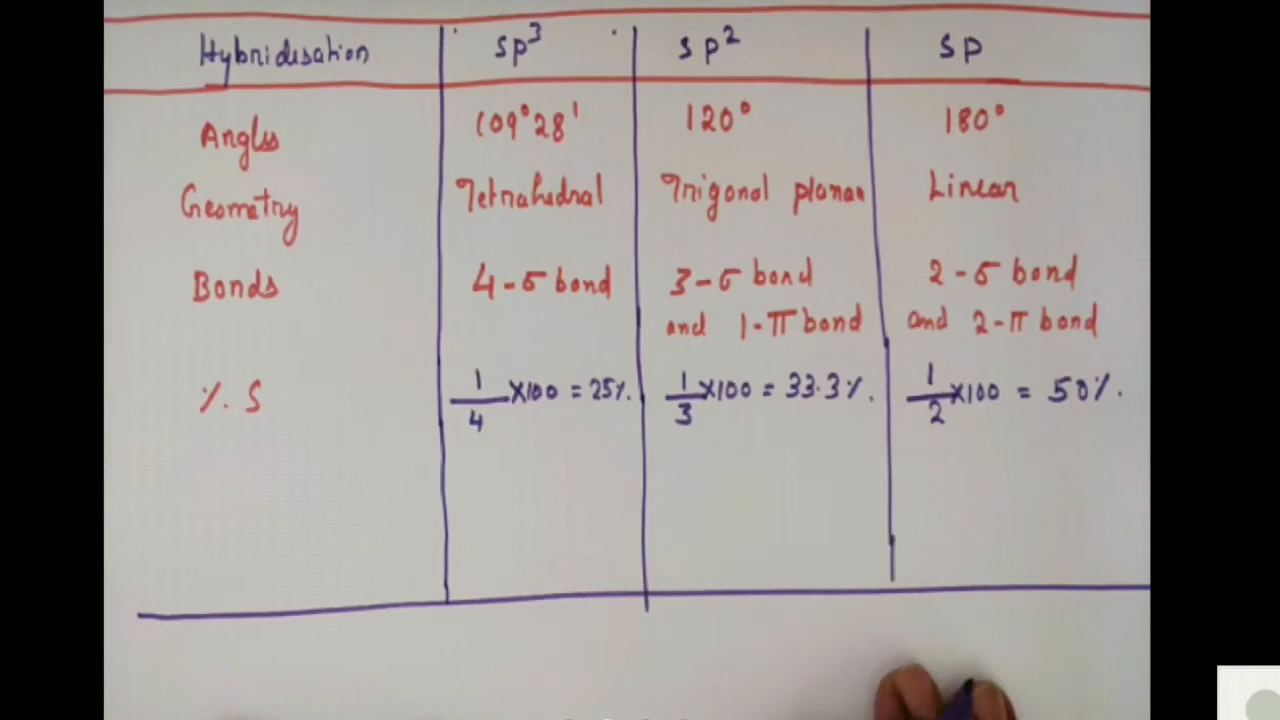 Hybridisation sp³ sp² sp
Angles 109°28' 120° 180°
Geometry Tetrahedral Trigonal planar Linear
Bonds 4-σ bond 3-σ bond 2-σ bond
and 1-π bond and 2-π bond
%. S 1/4 ×100 = 25%. 1/3 ×100 = 33.3%. 1/2 ×100 = 50%.